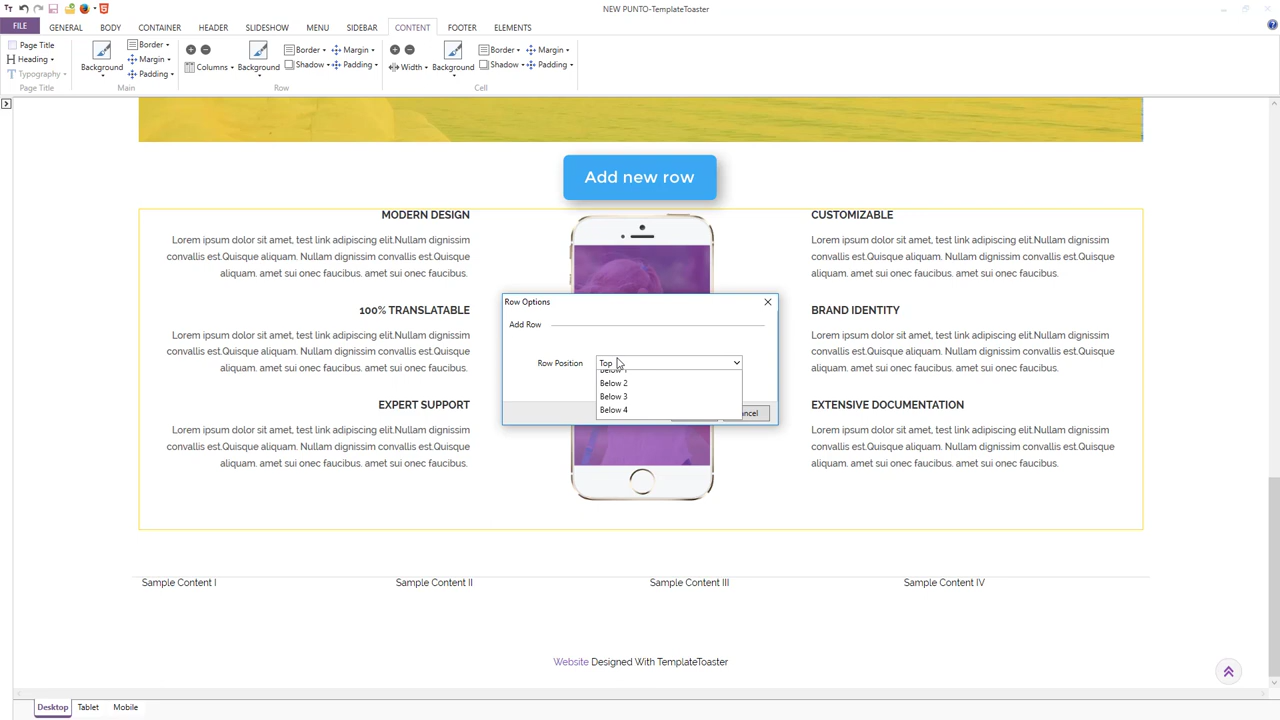 NEW PUNTO-TemplateToaster
FILE GENERAL BODY CONTAINER HEADER SLIDESHOW MENU SIDEBAR CONTENT FOOTER ELEMENTS
Page Title
Heading
Typography
Page Title
Background
Border
Margin
Padding
Main
Columns
Background
Border
Shadow
Margin
Padding
Row
Width
Background
Border
Shadow
Margin
Padding
Cell
Add new row
MODERN DESIGN
Lorem ipsum dolor sit amet, test link adipiscing elit.Nullam dignissim
convallis est.Quisque aliquam. Nullam dignissim convallis est.Quisque
aliquam. amet sui onec faucibus. amet sui onec faucibus.
100% TRANSLATABLE
Lorem ipsum dolor sit amet, test link adipiscing elit.Nullam dignissim
convallis est.Quisque aliquam. Nullam dignissim convallis est.Quisque
aliquam. amet sui onec faucibus. amet sui onec faucibus.
EXPERT SUPPORT
Lorem ipsum dolor sit amet, test link adipiscing elit.Nullam dignissim
convallis est.Quisque aliquam. Nullam dignissim convallis est.Quisque
aliquam. amet sui onec faucibus. amet sui onec faucibus.
Row Options
Add Row
Row Position
Top
Below 1
Below 2
Below 3
Below 4
ancel
CUSTOMIZABLE
Lorem ipsum dolor sit amet, test link adipiscing elit.Nullam dignissim
convallis est.Quisque aliquam. Nullam dignissim convallis est.Quisque
aliquam. amet sui onec faucibus. amet sui onec faucibus.
BRAND IDENTITY
Lorem ipsum dolor sit amet, test link adipiscing elit.Nullam dignissim
convallis est.Quisque aliquam. Nullam dignissim convallis est.Quisque
aliquam. amet sui onec faucibus. amet sui onec faucibus.
EXTENSIVE DOCUMENTATION
Lorem ipsum dolor sit amet, test link adipiscing elit.Nullam dignissim
convallis est.Quisque aliquam. Nullam dignissim convallis est.Quisque
aliquam. amet sui onec faucibus. amet sui onec faucibus.
Sample Content I Sample Content II Sample Content III Sample Content IV
Website Designed With TemplateToaster
Desktop Tablet Mobile